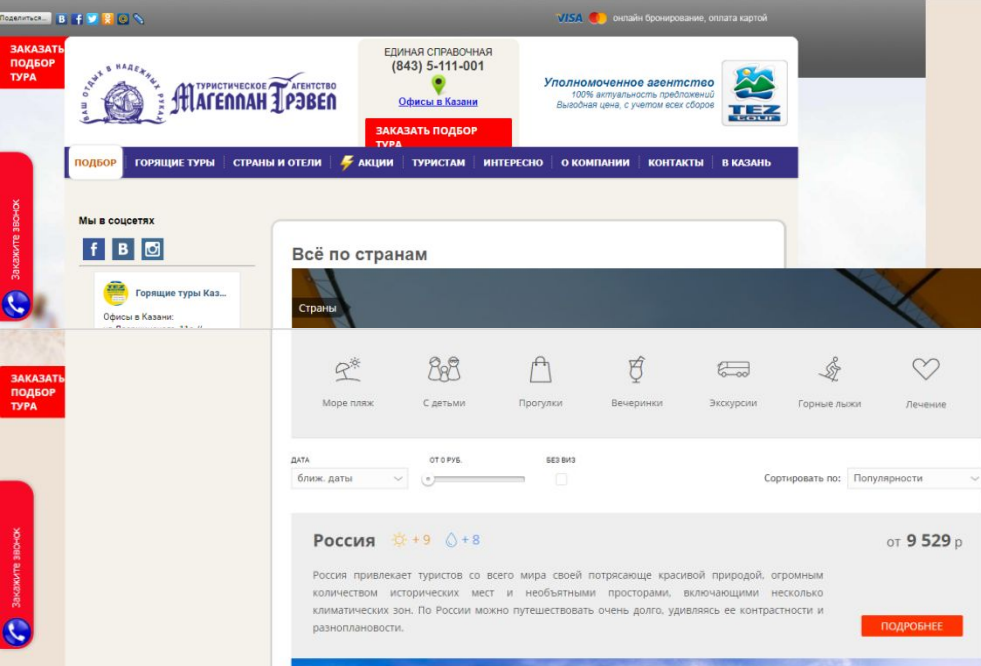 Поделиться...
VISA онлайн бронирование, оплата картой
ЗАКАЗАТЬ
ПОДБОР
ТУРА
ВАШ ОТДЫХ В НАДЕЖНЫХ РУКАХ
ТУРИСТИЧЕСКОЕ АГЕНТСТВО
МАГЕЛЛАН ТРЭВЕЛ
ЕДИНАЯ СПРАВОЧНАЯ
(843) 5-111-001
Офисы в Казани
ЗАКАЗАТЬ ПОДБОР
ТУРА
Уполномоченное агентство
100% актуальность предложений
Выгодная цена, с учетом всех сборов
TEZ
TOUR
ПОДБОР ГОРЯЩИЕ ТУРЫ СТРАНЫ И ОТЕЛИ АКЦИИ ТУРИСТАМ ИНТЕРЕСНО О КОМПАНИИ КОНТАКТЫ В КАЗАНЬ
Закажите звонок
Мы в соцсетях
Горящие туры Каз...
Офисы в Казани:
Всё по странам
Страны
Море пляж С детьми Прогулки Вечеринки Экскурсии Горные лыжи Лечение
ЗАКАЗАТЬ
ПОДБОР
ТУРА
ДАТА ОТ 0 РУБ. БЕЗ ВИЗ
ближ. даты Сортировать по: Популярности
Закажите звонок
Россия + 9 + 8 от 9 529 р
Россия привлекает туристов со всего мира своей потрясающе красивой природой, огромным
количеством исторических мест и необъятными просторами, включающими несколько
климатических зон. По России можно путешествовать очень долго, удивляясь ее контрастности и
разноплановости.
ПОДРОБНЕЕ